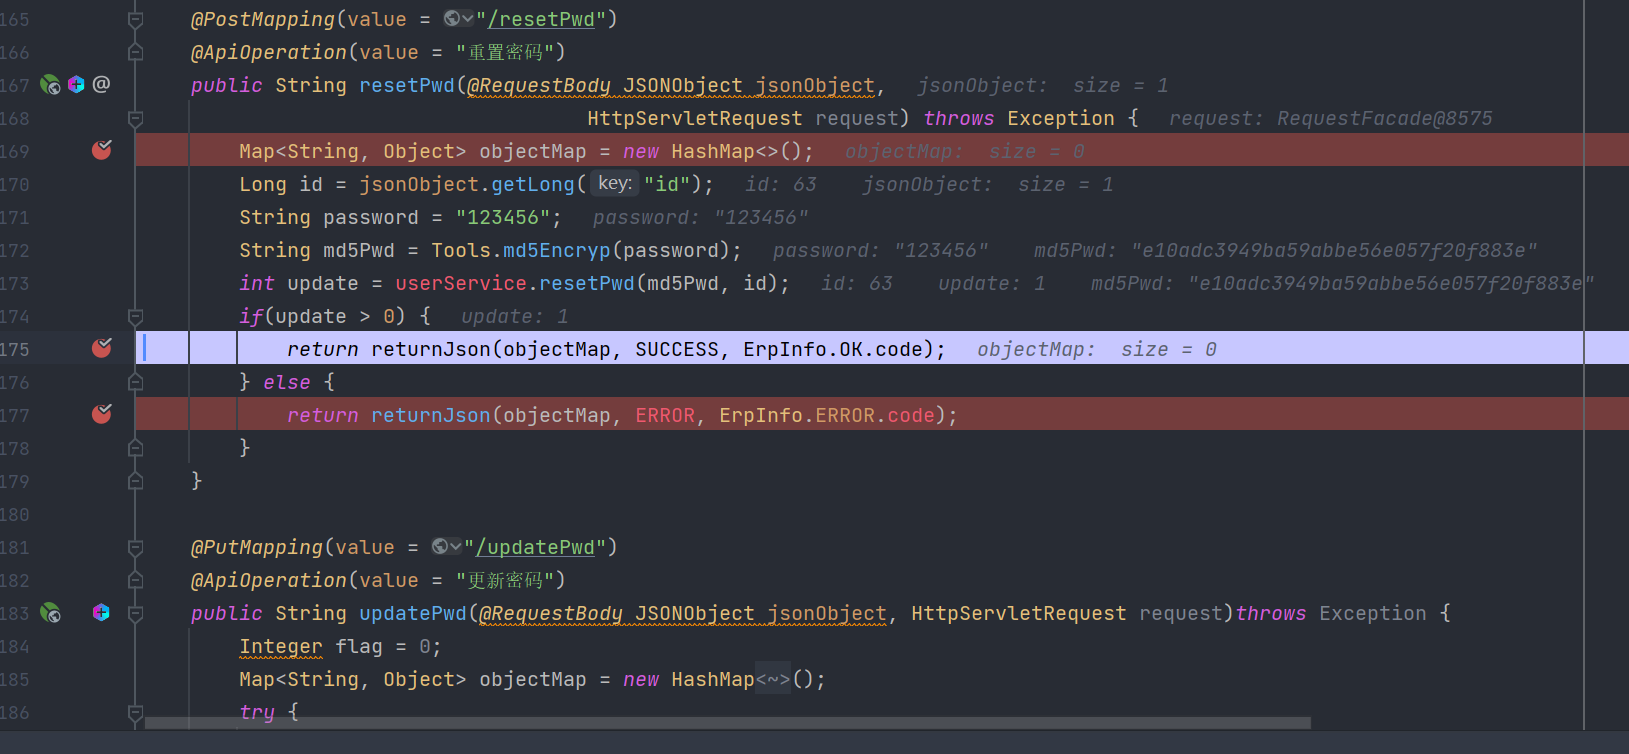 165 @PostMapping(value = "/resetPwd")
166 @ApiOperation(value = "重置密码")
167 @ public String resetPwd(@RequestBody JSONObject jsonObject, jsonObject: size = 1
168 HttpServletRequest request) throws Exception { request: RequestFacade@8575
169 Map<String, Object> objectMap = new HashMap<>(); objectMap: size = 0
170 Long id = jsonObject.getLong( key: "id"); id: 63 jsonObject: size = 1
171 String password = "123456"; password: "123456"
172 String md5Pwd = Tools.md5Encryp(password); password: "123456" md5Pwd: "e10adc3949ba59abbe56e057f20f883e"
173 int update = userService.resetPwd(md5Pwd, id); id: 63 update: 1 md5Pwd: "e10adc3949ba59abbe56e057f20f883e"
174 if(update > 0) { update: 1
175 return returnJson(objectMap, SUCCESS, ErpInfo.OK.code); objectMap: size = 0
176 } else {
177 return returnJson(objectMap, ERROR, ErpInfo.ERROR.code);
178 }
179 }
180
181 @PutMapping(value = "/updatePwd")
182 @ApiOperation(value = "更新密码")
183 public String updatePwd(@RequestBody JSONObject jsonObject, HttpServletRequest request)throws Exception {
184 Integer flag = 0;
185 Map<String, Object> objectMap = new HashMap<~>();
186 try {